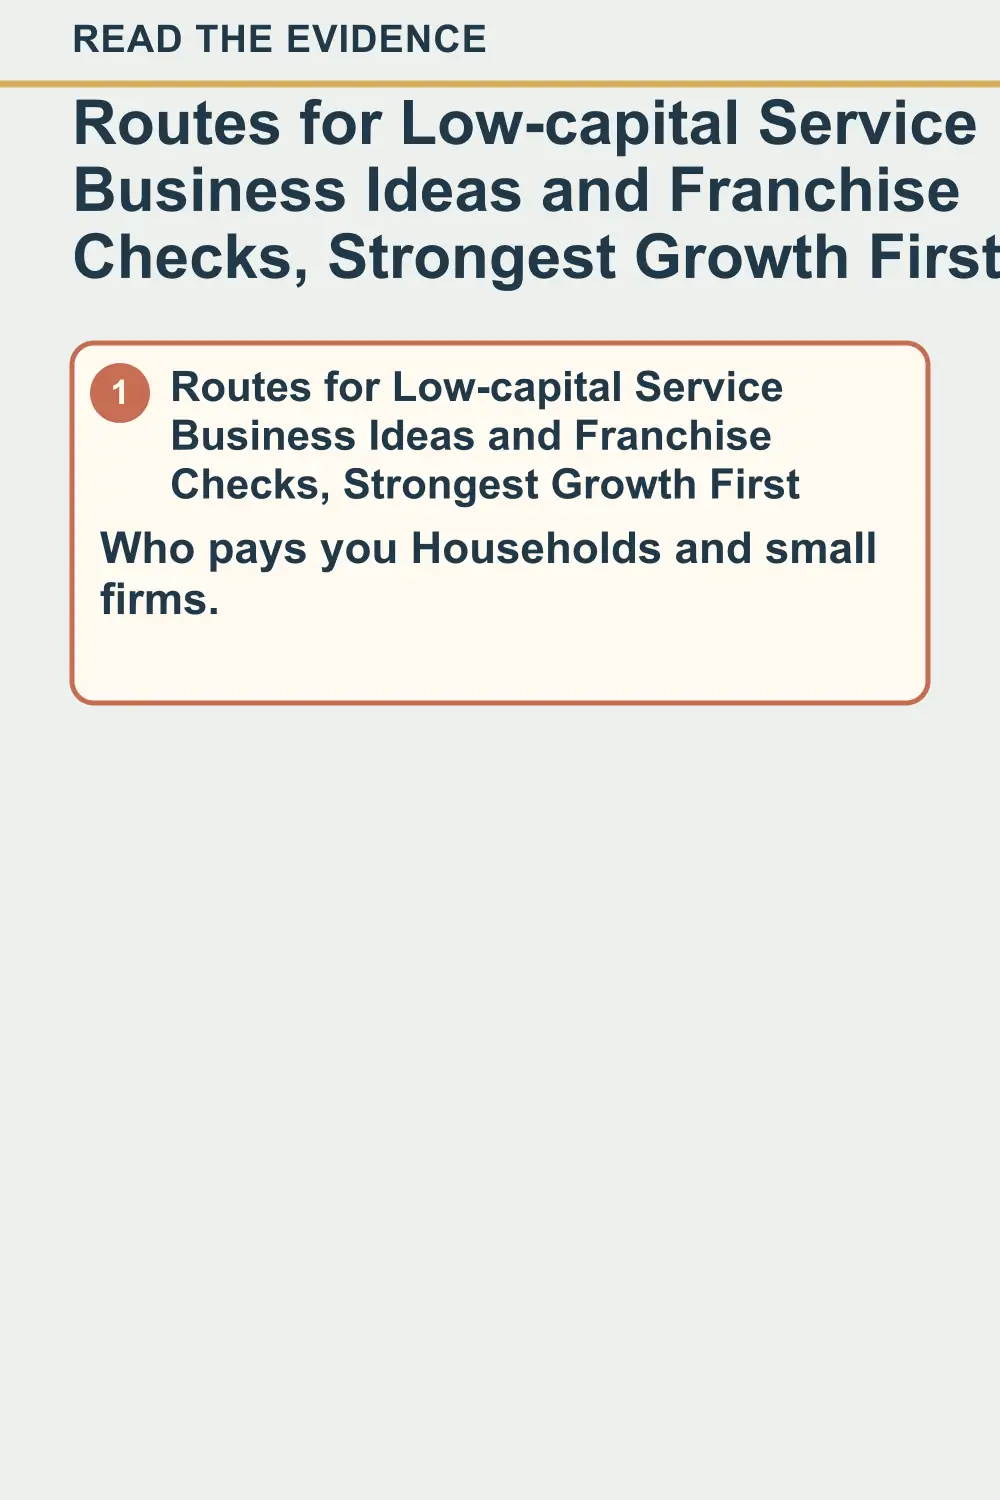 READ THE EVIDENCE
Routes for Low-capital Service
Business Ideas and Franchise
Checks, Strongest Growth First
1
Routes for Low-capital Service
Business Ideas and Franchise
Checks, Strongest Growth First
Who pays you Households and small
firms.